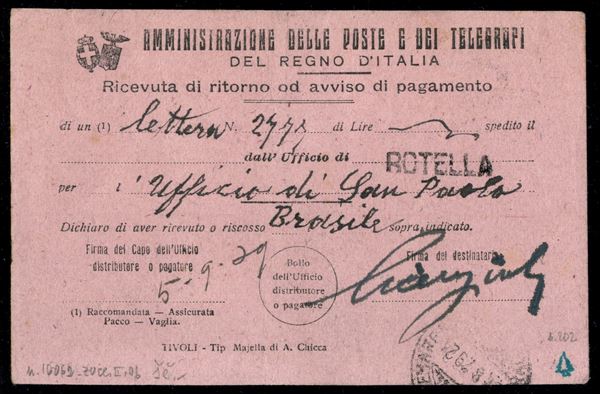 AMMINISTRAZIONE DELLE POSTE E DEI TELEGRAFI
DEL REGNO D'ITALIA
Ricevuta di ritorno od avviso di pagamento
di un (1) lettera N. di Lire spedito il
dall'Ufficio di ROTELLA
per l' Ufficio di San Paolo
Brasile
Dichiaro di aver ricevuto o riscosso sopra indicato.
Firma del Capo dell'Ufficio
distributore o pagatore
5-9-29
Bollo
dell'Ufficio
distributore
o pagatore
Firma del destinatario
(1) Raccomandata — Assicurata
Pacco — Vaglia.
TIVOLI - Tip Majella di A. Chicca